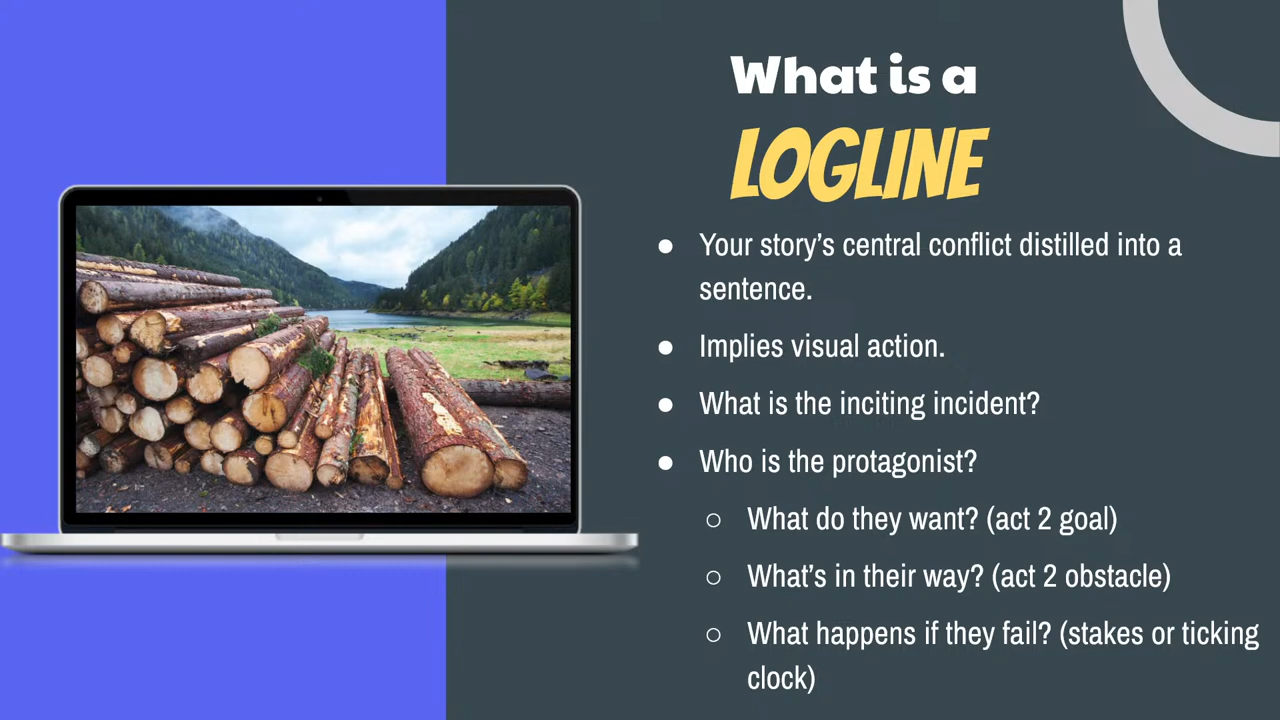 What is a
LOGLINE
● Your story's central conflict distilled into a
sentence.
● Implies visual action.
● What is the inciting incident?
● Who is the protagonist?
○ What do they want? (act 2 goal)
○ What's in their way? (act 2 obstacle)
○ What happens if they fail? (stakes or ticking
clock)